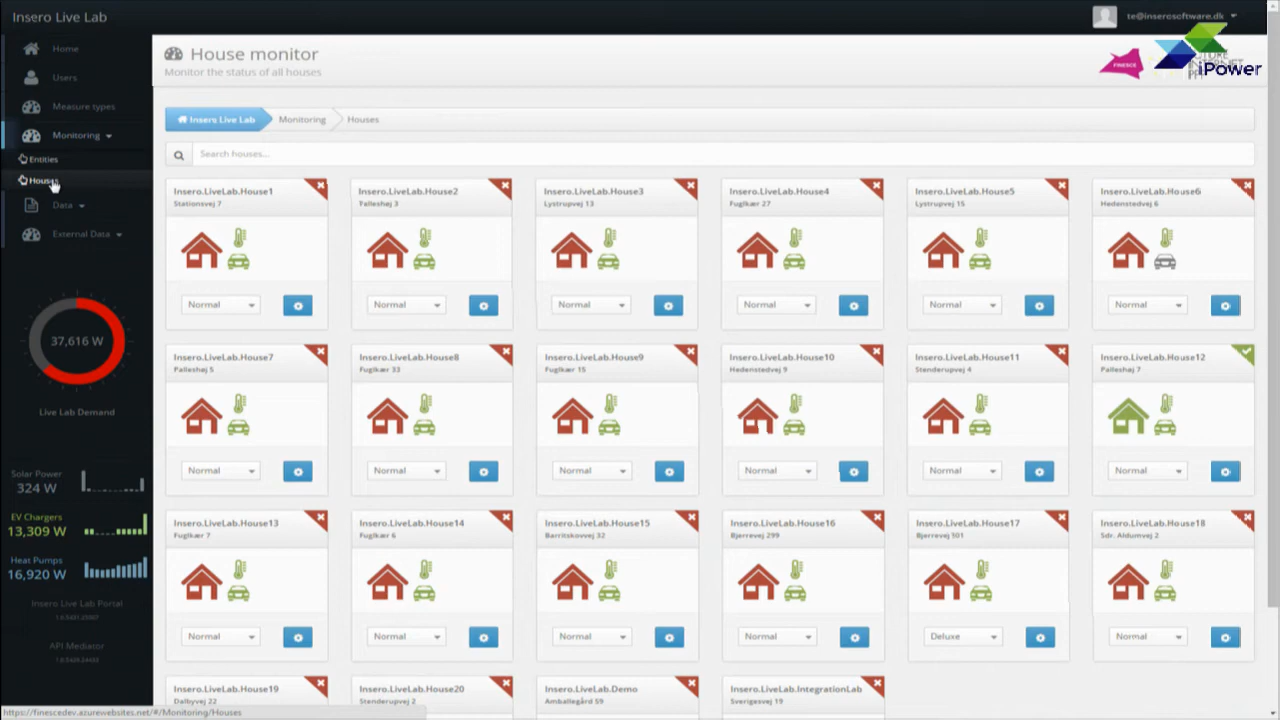 Insero Live Lab
te@inserosoftware.dk
Home
Users
Measure types
Monitoring
Entities
Houses
Data
External Data
37,616 W
Live Lab Demand
Solar Power
324 W
EV Chargers
13,309 W
Heat Pumps
16,920 W
Insero Live Lab Portal
API Mediator
House monitor
Monitor the status of all houses
FINESCE
iPower
Insero Live Lab
Monitoring
Houses
Search houses...
Insero.LiveLab.House1
Stationsvej 7
Normal
Insero.LiveLab.House2
Palleshøj 3
Normal
Insero.LiveLab.House3
Lystrupvej 13
Normal
Insero.LiveLab.House4
Fuglkær 27
Normal
Insero.LiveLab.House5
Lystrupvej 15
Normal
Insero.LiveLab.House6
Hedenstedvej 6
Normal
Insero.LiveLab.House7
Palleshøj 5
Normal
Insero.LiveLab.House8
Fuglkær 33
Normal
Insero.LiveLab.House9
Fuglkær 15
Normal
Insero.LiveLab.House10
Hedenstedvej 9
Normal
Insero.LiveLab.House11
Stenderupvej 4
Normal
Insero.LiveLab.House12
Palleshøj 7
Normal
Insero.LiveLab.House13
Fuglkær 7
Normal
Insero.LiveLab.House14
Fuglkær 6
Normal
Insero.LiveLab.House15
Barritskovvej 32
Normal
Insero.LiveLab.House16
Bjerrevej 299
Normal
Insero.LiveLab.House17
Bjerrevej 301
Deluxe
Insero.LiveLab.House18
Sdr. Aldumvej 2
Normal
Insero.LiveLab.House19
Dalbyvej 22
Insero.LiveLab.House20
Stenderupvej 2
Insero.LiveLab.Demo
Amballegård 59
Insero.LiveLab.IntegrationLab
Sverigesvej 19
https://finescedev.azurewebsites.net/#/Monitoring/Houses